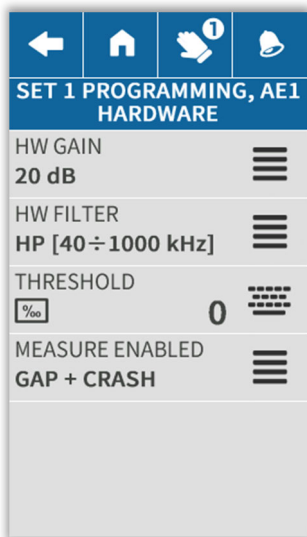 1
SET 1 PROGRAMMING, AE1
HARDWARE
HW GAIN
20 dB
HW FILTER
HP [40÷1000 kHz]
THRESHOLD
‰ 0
MEASURE ENABLED
GAP + CRASH